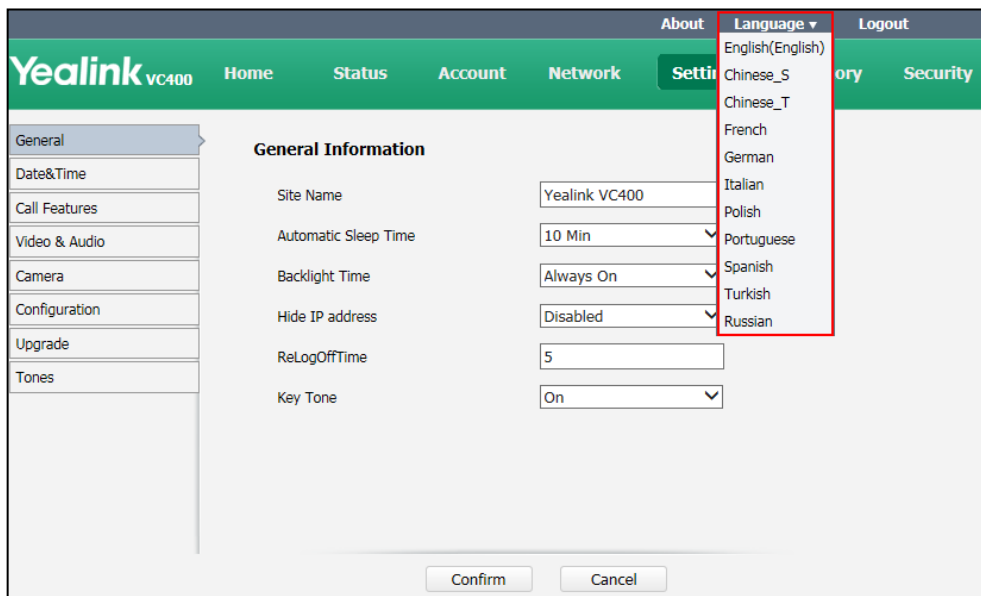 About Language ▾ Logout
Yealink VC400 Home Status Account Network Settin ory Security
English(English)
Chinese_S
Chinese_T
French
German
Italian
Polish
Portuguese
Spanish
Turkish
Russian
General
Date&Time
Call Features
Video & Audio
Camera
Configuration
Upgrade
Tones
General Information
Site Name Yealink VC400
Automatic Sleep Time 10 Min
Backlight Time Always On
Hide IP address Disabled
ReLogOffTime 5
Key Tone On
Confirm Cancel